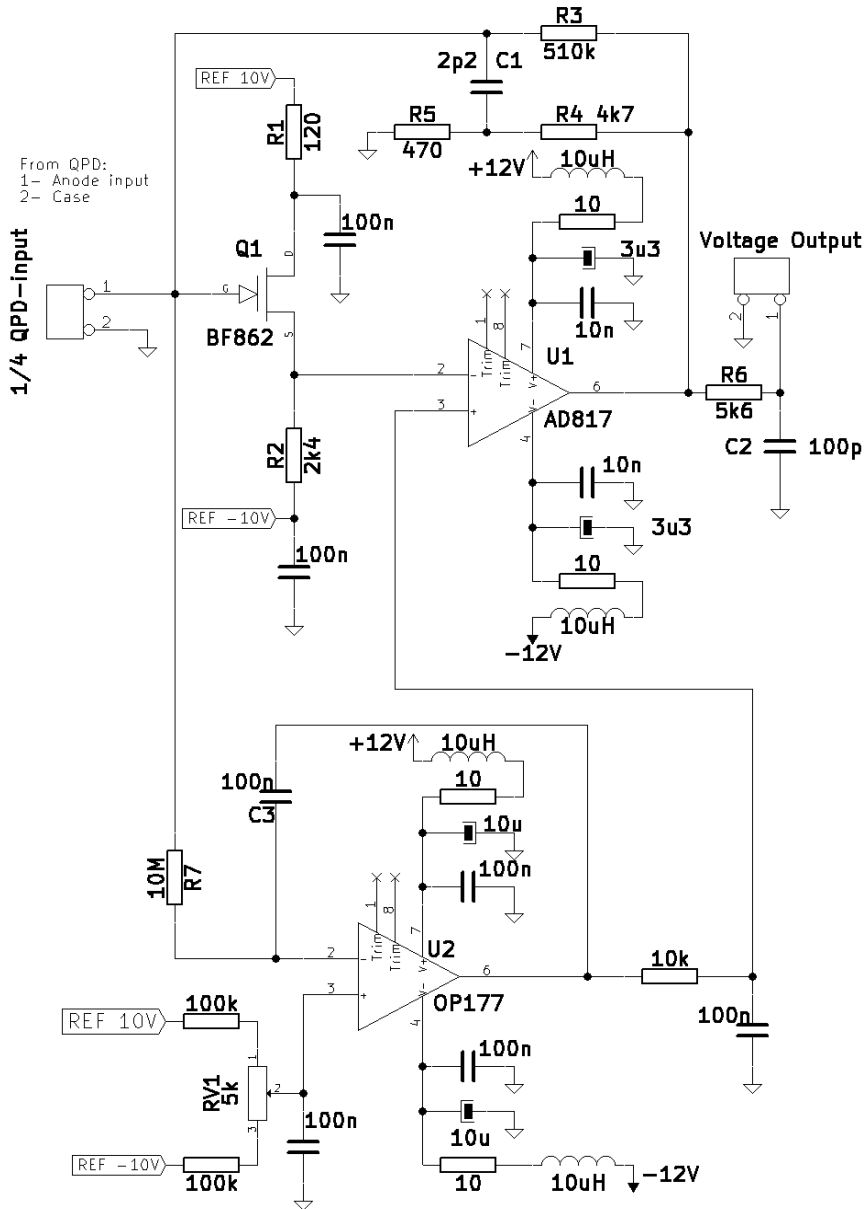 R3
510k
2p2 C1
REF 10V
R1
120
R5
470
R4 4k7
+12V
10uH
10
From QPD:
1- Anode input
2- Case
100n
3u3
Voltage Output
1/4 QPD-input
1
2
Q1
D
G
S
BF862
10n
2
1
1
Trim
8
Trim
7
V+
U1
2
-
3
+
6
V-
4
AD817
R6
5k6
C2
100p
R2
2k4
REF -10V
100n
10n
3u3
10
10uH
-12V
+12V
10uH
10
100n
C3
10u
100n
10M
R7
1
Trim
8
Trim
7
V+
U2
2
-
3
+
6
V-
4
OP177
10k
100n
REF 10V
100k
RV1
5k
1
2
3
100n
REF -10V
100k
100n
10u
10
10uH
-12V